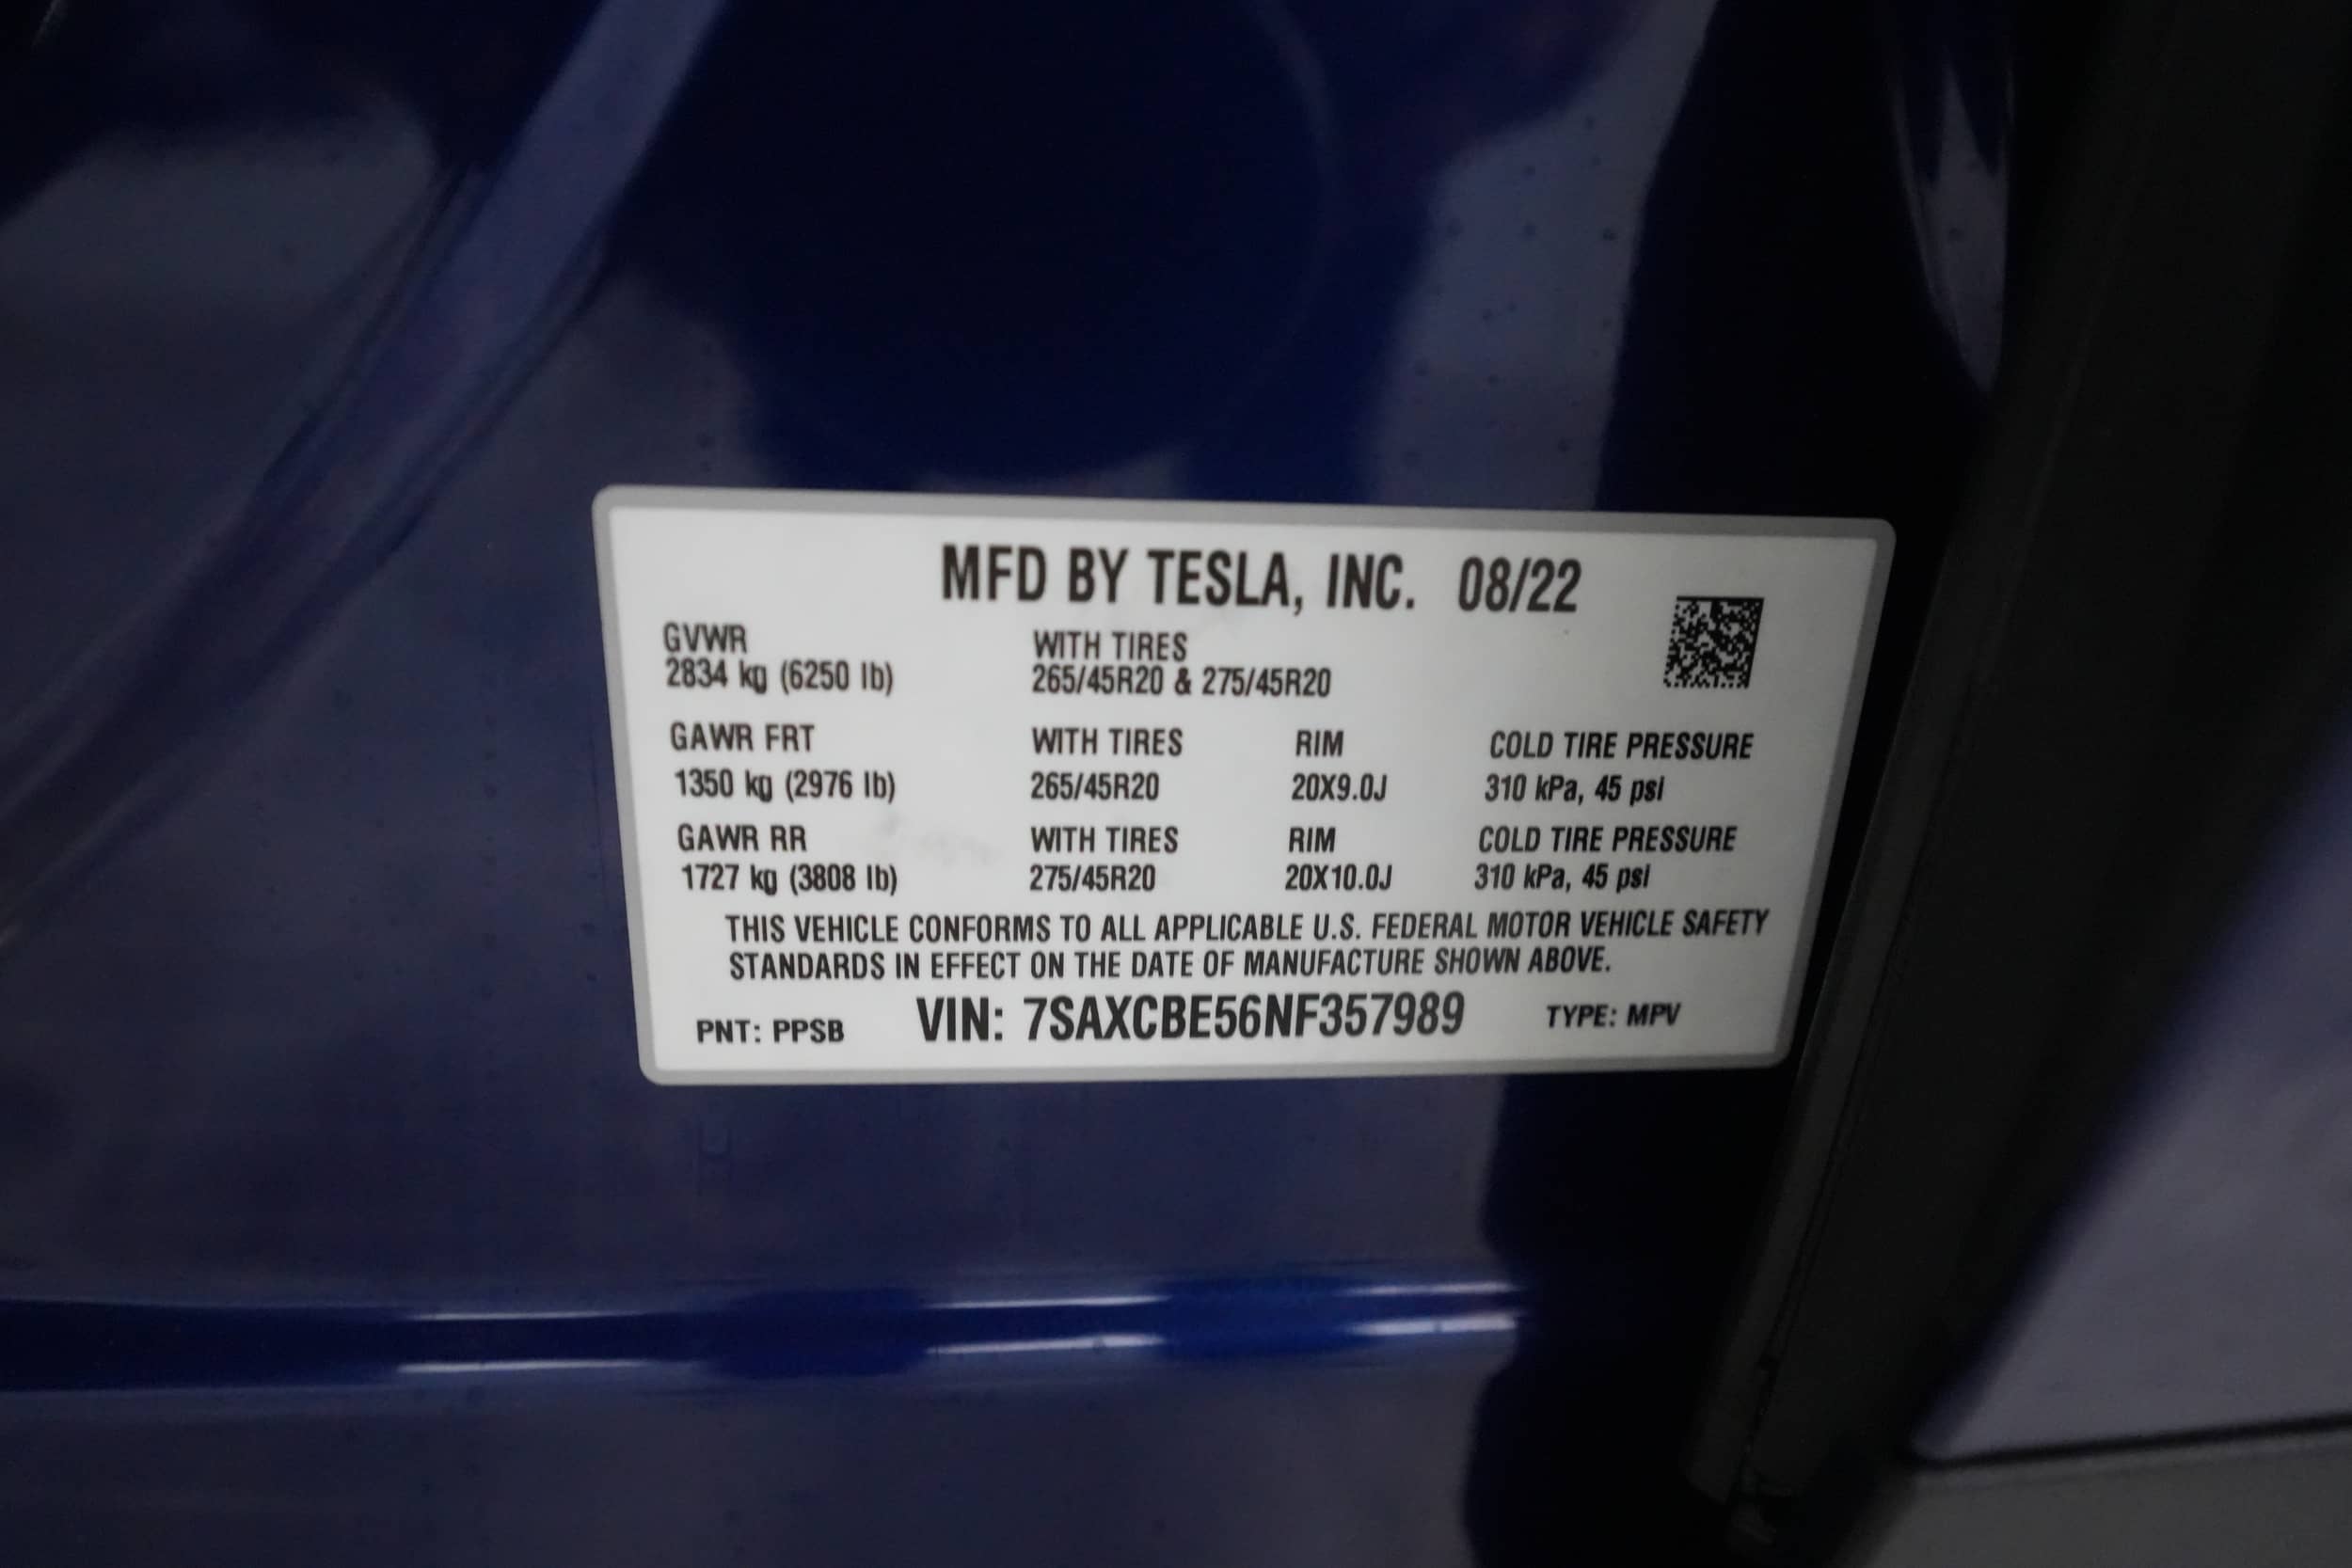 MFD BY TESLA, INC. 08/22
GVWR WITH TIRES
2834 kg (6250 lb) 265/45R20 & 275/45R20
GAWR FRT WITH TIRES RIM COLD TIRE PRESSURE
1350 kg (2976 lb) 265/45R20 20X9.0J 310 kPa, 45 psi
GAWR RR WITH TIRES RIM COLD TIRE PRESSURE
1727 kg (3808 lb) 275/45R20 20X10.0J 310 kPa, 45 psi
THIS VEHICLE CONFORMS TO ALL APPLICABLE U.S. FEDERAL MOTOR VEHICLE SAFETY
STANDARDS IN EFFECT ON THE DATE OF MANUFACTURE SHOWN ABOVE.
PNT: PPSB VIN: 7SAXCBE56NF357989 TYPE: MPV